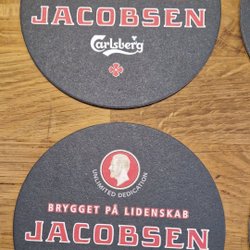 JACOBSEN
Carlsberg
UNLIMITED DEDICATION
BRYGGET PÅ LIDENSKAB
JACOBSEN